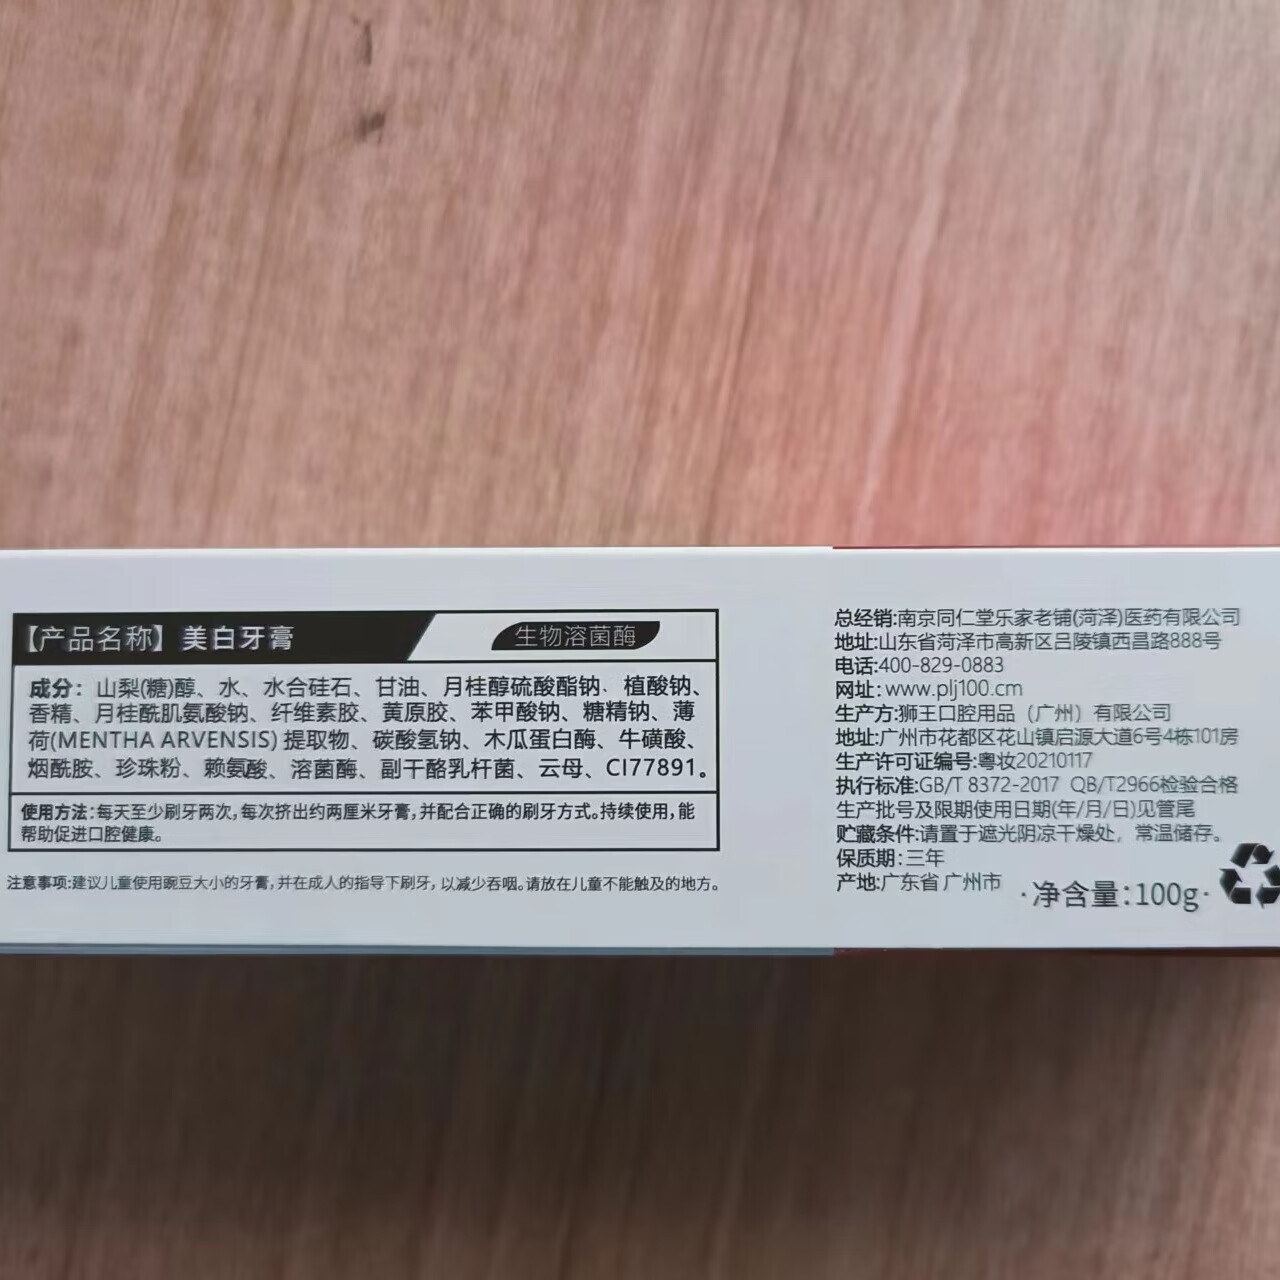 【产品名称】美白牙膏
生物溶菌酶
成分：山梨(糖)醇、水、水合硅石、甘油、月桂醇硫酸酯钠、植酸钠、
香精、月桂酰肌氨酸钠、纤维素胶、黄原胶、苯甲酸钠、糖精钠、薄
荷(MENTHA ARVENSIS)提取物、碳酸氢钠、木瓜蛋白酶、牛磺酸、
烟酰胺、珍珠粉、赖氨酸、溶菌酶、副干酪乳杆菌、云母、CI77891。
使用方法:每天至少刷牙两次,每次挤出约两厘米牙膏,并配合正确的刷牙方式。持续使用,能
帮助促进口腔健康。
注意事项:建议儿童使用豌豆大小的牙膏,并在成人的指导下刷牙,以减少吞咽。请放在儿童不能触及的地方。
总经销:南京同仁堂乐家老铺(菏泽)医药有限公司
地址:山东省菏泽市高新区吕陵镇西昌路888号
电话:400-829-0883
网址:www.plj100.cm
生产方:狮王口腔用品（广州）有限公司
地址:广州市花都区花山镇启源大道6号4栋101房
生产许可证编号:粤妆20210117
执行标准:GB/T 8372-2017 QB/T2966检验合格
生产批号及限期使用日期(年/月/日)见管尾
贮藏条件:请置于遮光阴凉干燥处，常温储存。
保质期:三年
产地:广东省 广州市
·净含量:100g·